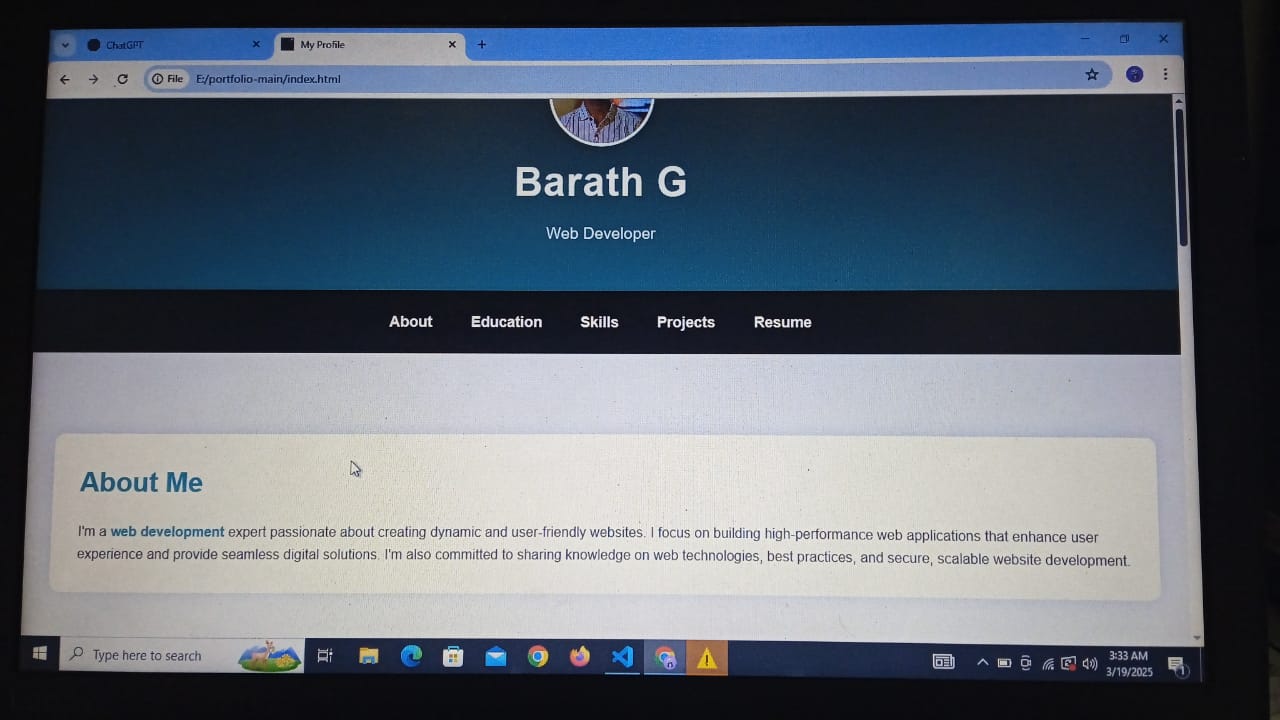 ChatGPT
My Profile
File E:/portfolio-main/index.html
Barath G
Web Developer
About Education Skills Projects Resume
About Me
I'm a web development expert passionate about creating dynamic and user-friendly websites. I focus on building high-performance web applications that enhance user
experience and provide seamless digital solutions. I'm also committed to sharing knowledge on web technologies, best practices, and secure, scalable website development.
Type here to search
3:33 AM
3/19/2025
1